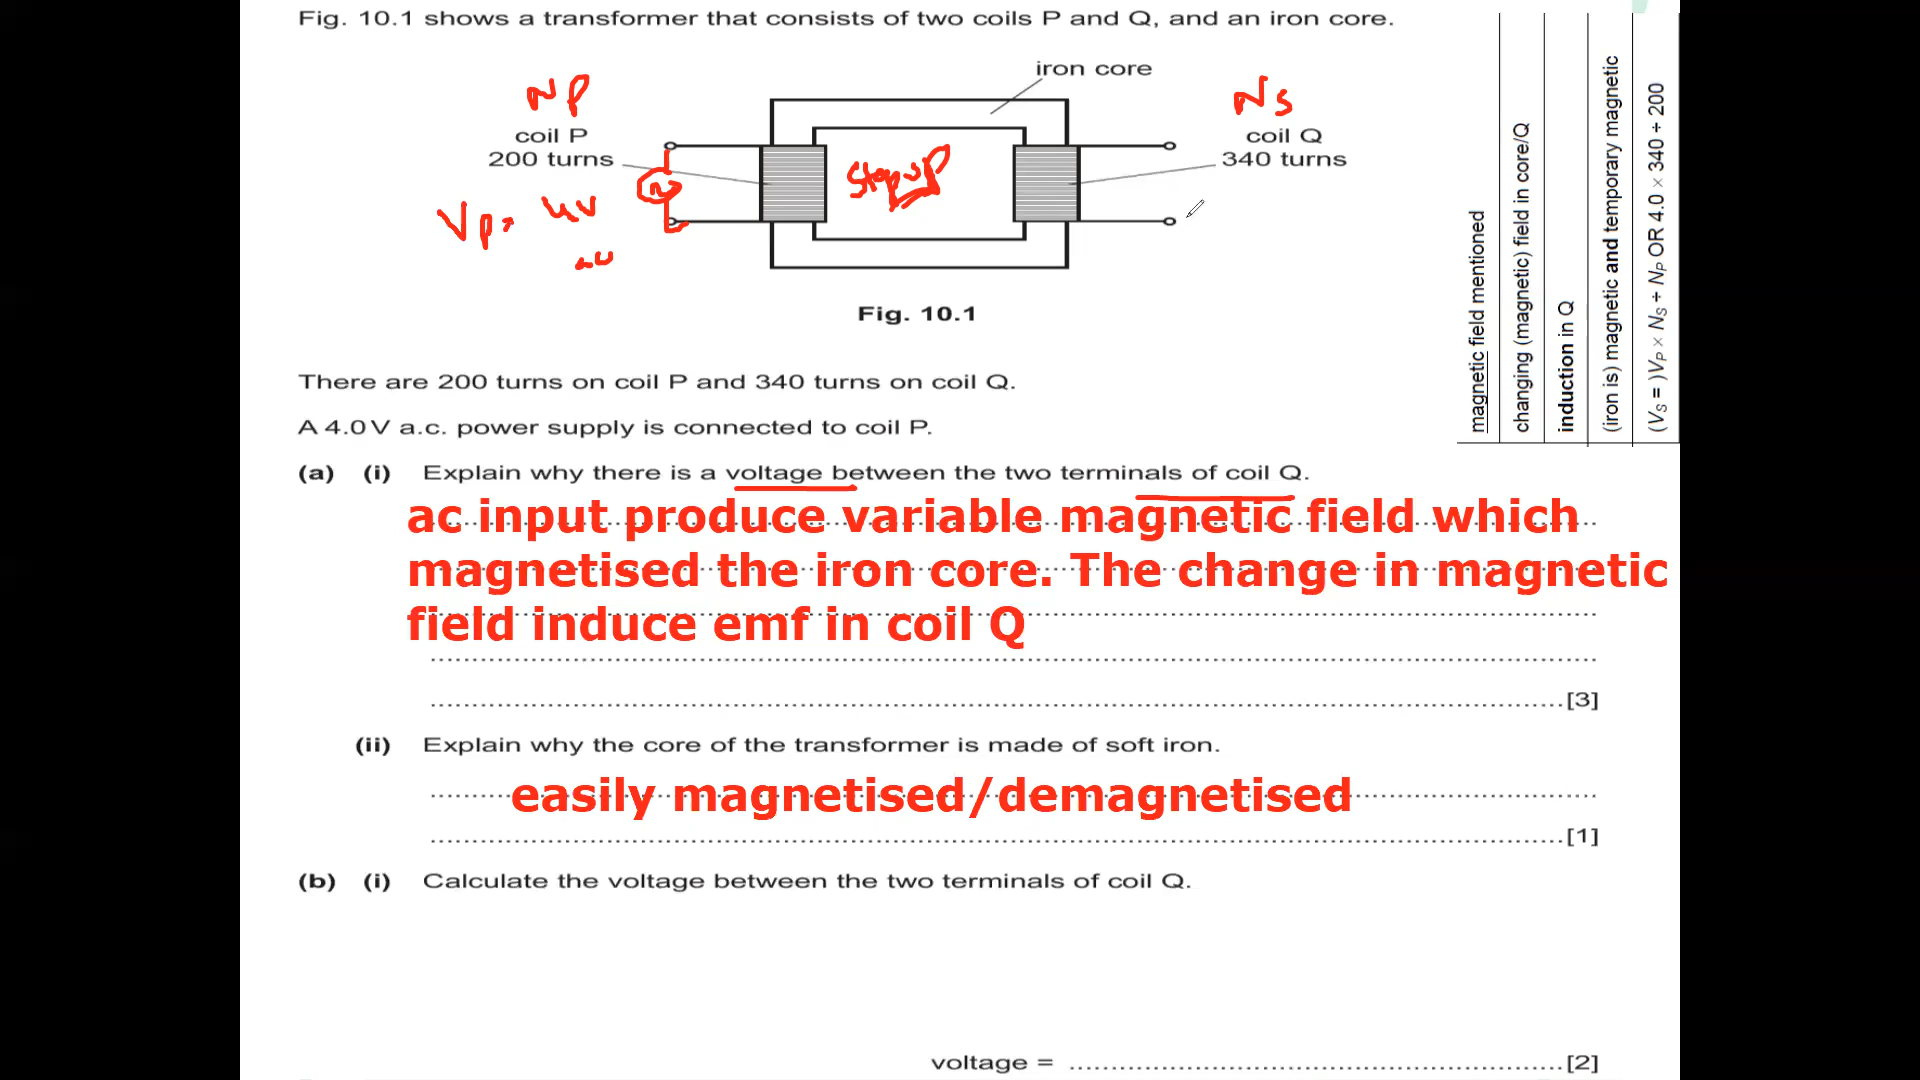 Fig. 10.1 shows a transformer that consists of two coils P and Q, and an iron core.
iron core
NP
NS
coil P
200 turns
coil Q
340 turns
Step up
VP = 4V
ac
Fig. 10.1
There are 200 turns on coil P and 340 turns on coil Q.
A 4.0 V a.c. power supply is connected to coil P.
(a) (i) Explain why there is a voltage between the two terminals of coil Q.
ac input produce variable magnetic field which
magnetised the iron core. The change in magnetic
field induce emf in coil Q
[3]
(ii) Explain why the core of the transformer is made of soft iron.
easily magnetised/demagnetised
[1]
(b) (i) Calculate the voltage between the two terminals of coil Q.
voltage = [2]
magnetic field mentioned
changing (magnetic) field in core/Q
induction in Q
(iron is) magnetic and temporary magnetic
(VS = )VP × NS ÷ NP OR 4.0 × 340 ÷ 200